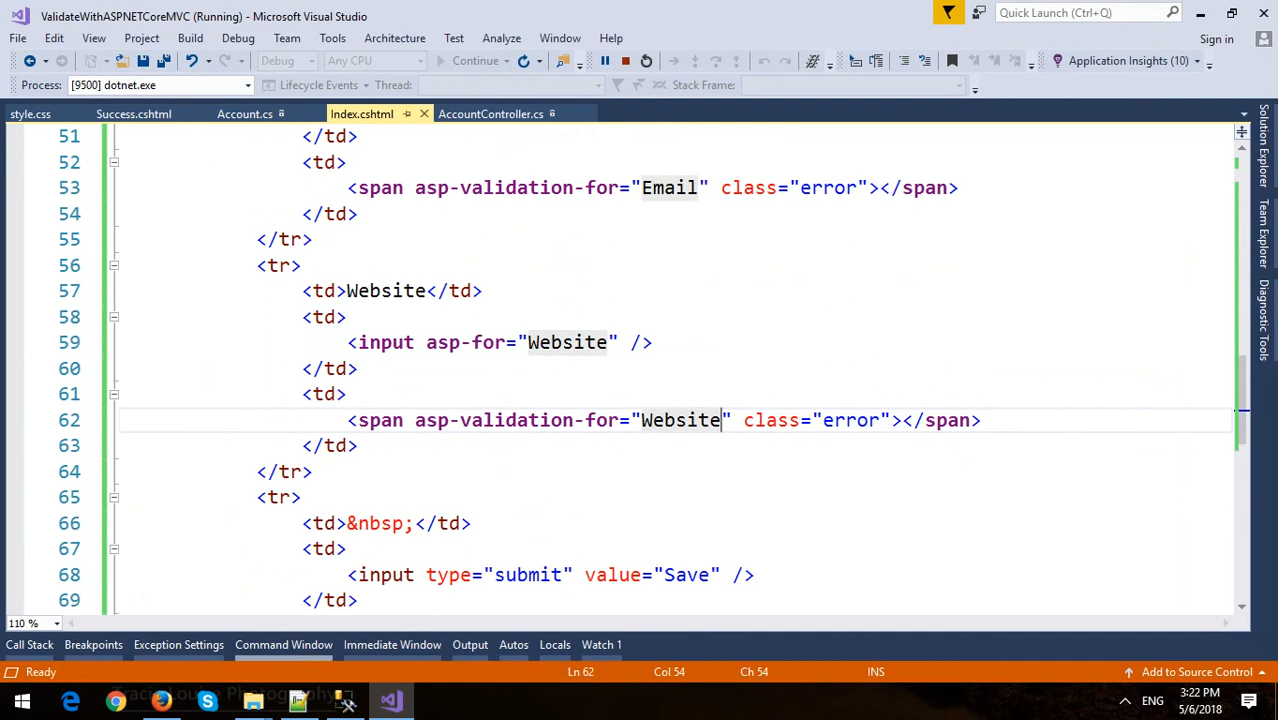 ValidateWithASPNETCoreMVC (Running) - Microsoft Visual Studio
Quick Launch (Ctrl+Q)
File Edit View Project Build Debug Team Tools Architecture Test Analyze Window Help
Sign in
Debug Any CPU Continue Application Insights (10)
Process: [9500] dotnet.exe Lifecycle Events Thread: Stack Frame:
style.css Success.cshtml Account.cs Index.cshtml AccountController.cs
51 </td>
52 <td>
53 <span asp-validation-for="Email" class="error"></span>
54 </td>
55 </tr>
56 <tr>
57 <td>Website</td>
58 <td>
59 <input asp-for="Website" />
60 </td>
61 <td>
62 <span asp-validation-for="Website" class="error"></span>
63 </td>
64 </tr>
65 <tr>
66 <td>&nbsp;</td>
67 <td>
68 <input type="submit" value="Save" />
69 </td>
Solution Explorer
Team Explorer
Diagnostic Tools
110 %
Call Stack Breakpoints Exception Settings Command Window Immediate Window Output Autos Locals Watch 1
Ready Ln 62 Col 54 Ch 54 INS Add to Source Control
Tracie Louise Photography
ENG
3:22 PM
5/6/2018